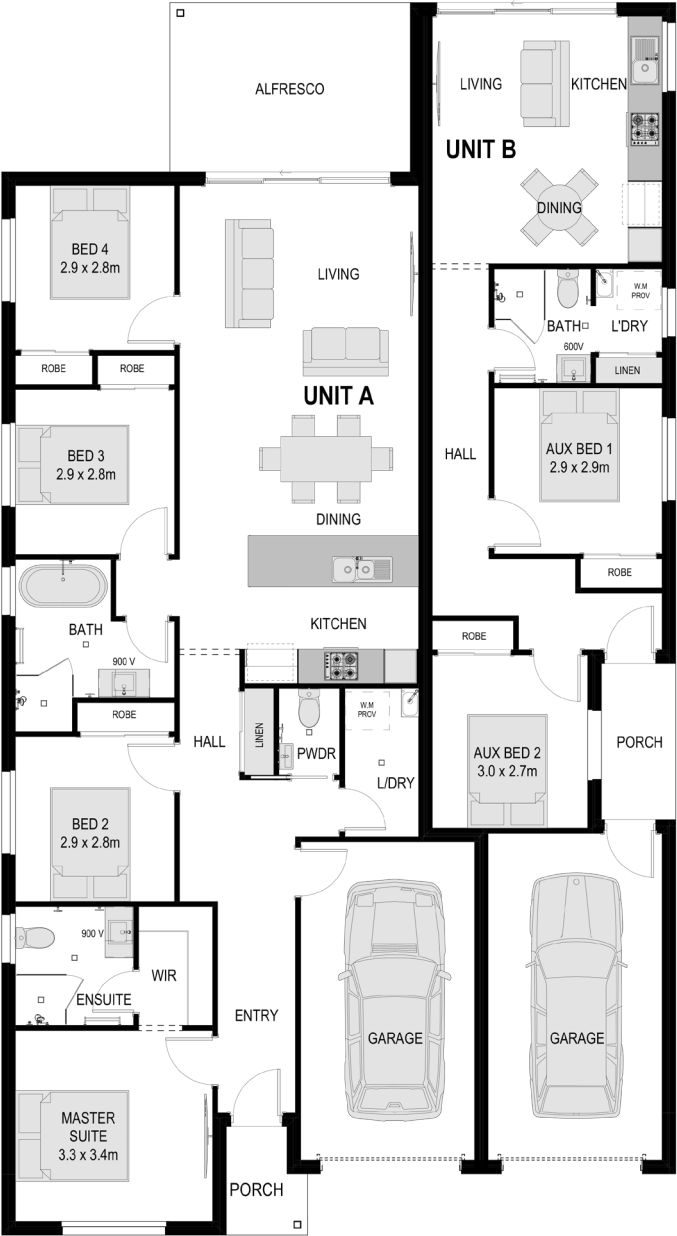 ALFRESCO
LIVING
KITCHEN
UNIT B
DINING
BED 4
2.9 x 2.8m
LIVING
W.M
PROV
BATH
L'DRY
600V
LINEN
ROBE
ROBE
UNIT A
BED 3
2.9 x 2.8m
HALL
AUX BED 1
2.9 x 2.9m
DINING
ROBE
KITCHEN
BATH
900 V
ROBE
ROBE
HALL
LINEN
PWDR
W.M
PROV
L/DRY
AUX BED 2
3.0 x 2.7m
PORCH
BED 2
2.9 x 2.8m
900 V
WIR
ENSUITE
ENTRY
GARAGE
GARAGE
MASTER
SUITE
3.3 x 3.4m
PORCH